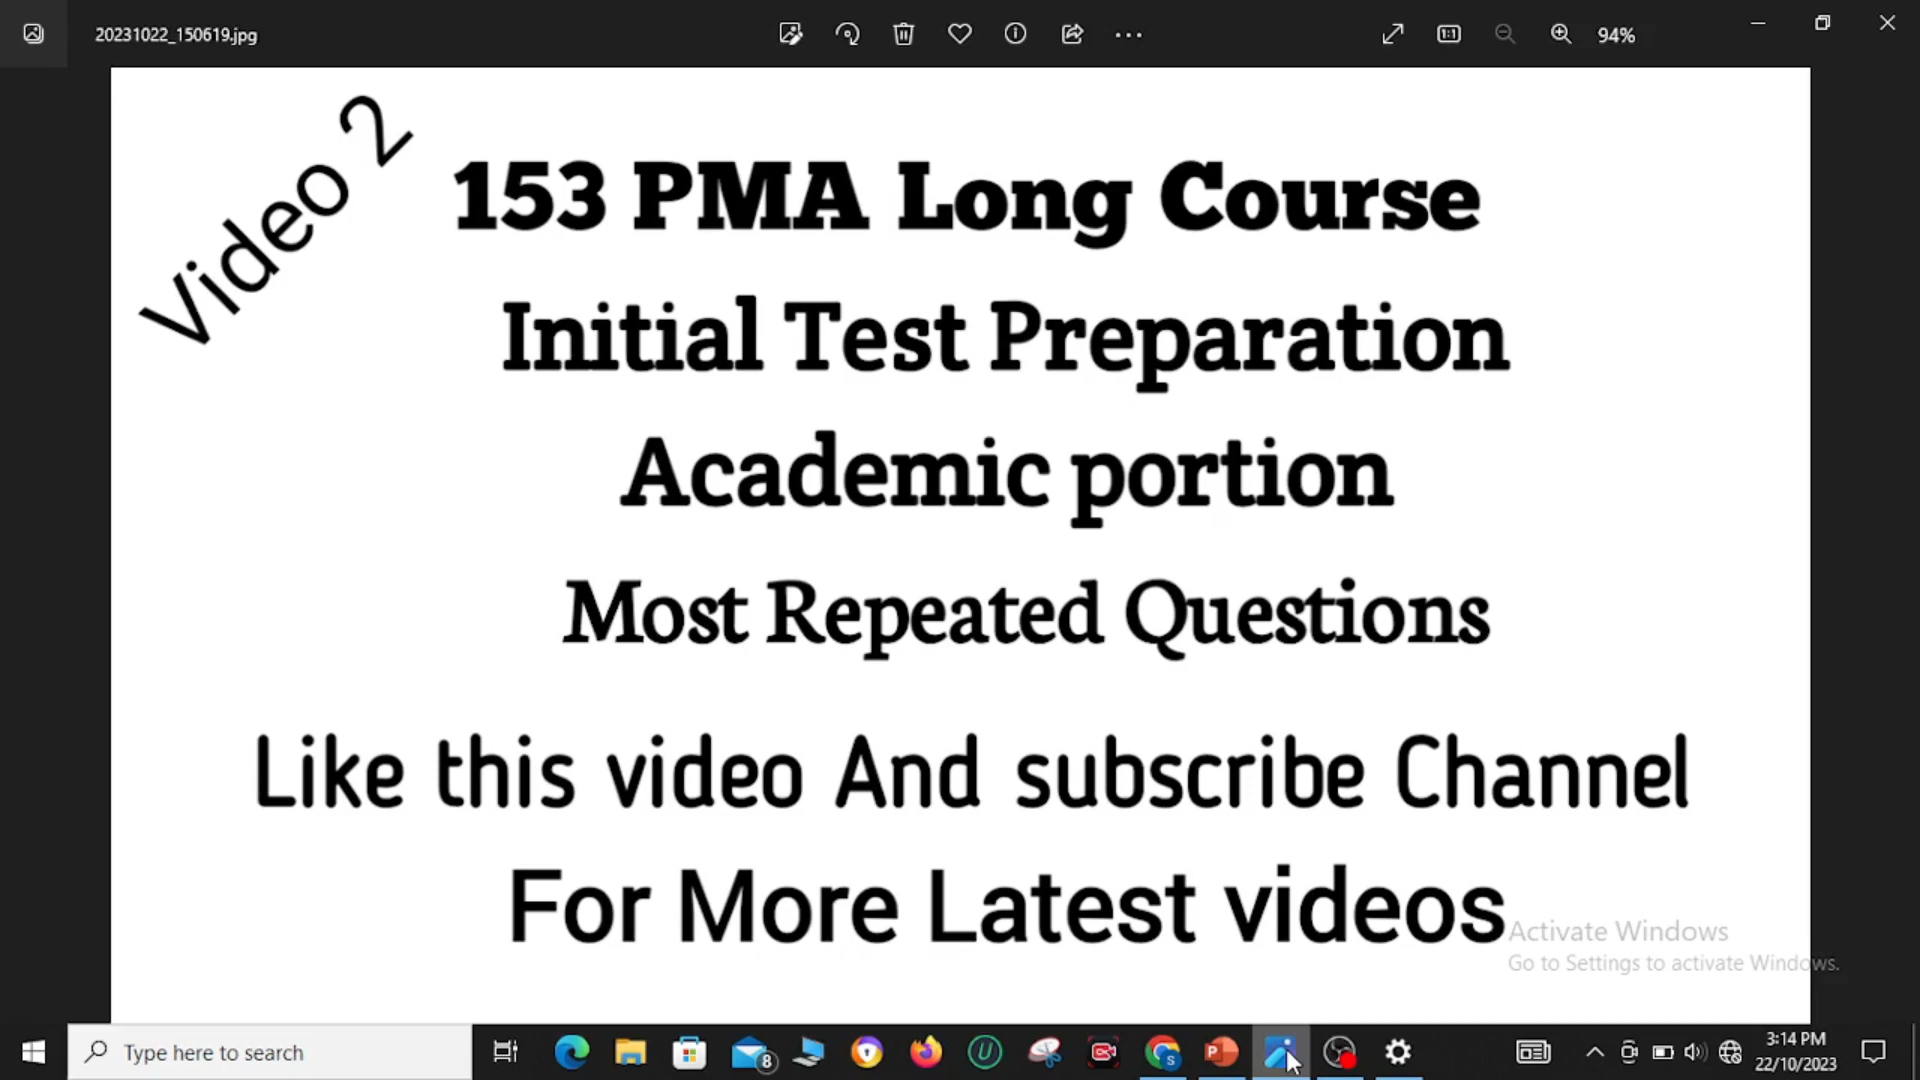 20231022_150619.jpg
94%
Video 2
153 PMA Long Course
Initial Test Preparation
Academic portion
Most Repeated Questions
Like this video And subscribe Channel
For More Latest videos
Activate Windows
Go to Settings to activate Windows.
Type here to search
8
S
P
U
3:14 PM
22/10/2023